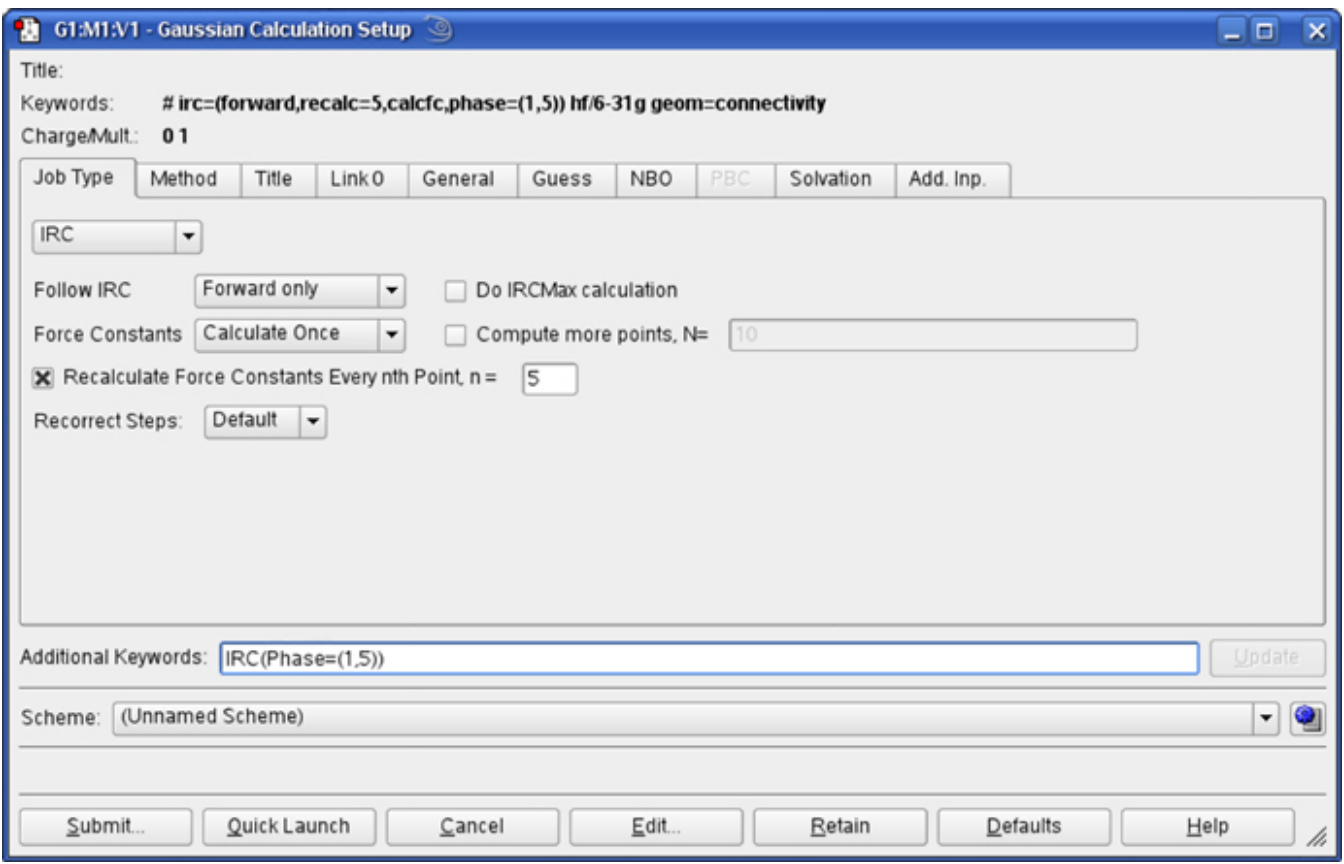 G1:M1:V1 - Gaussian Calculation Setup
Title:
Keywords: # irc=(forward,recalc=5,calcfc,phase=(1,5)) hf/6-31g geom=connectivity
Charge/Mult.: 0 1
Job Type Method Title Link 0 General Guess NBO PBC Solvation Add. Inp.
IRC
Follow IRC Forward only Do IRCMax calculation
Force Constants Calculate Once Compute more points, N= 10
Recalculate Force Constants Every nth Point, n = 5
Recorrect Steps: Default
Additional Keywords: IRC(Phase=(1,5)) Update
Scheme: (Unnamed Scheme)
Submit... Quick Launch Cancel Edit... Retain Defaults Help